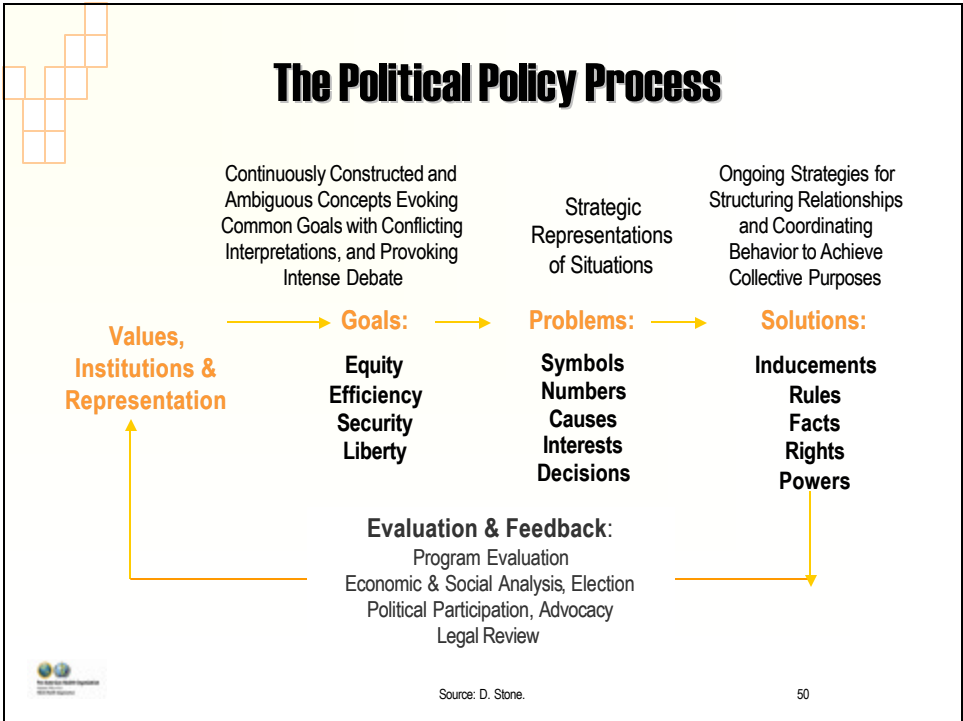 The Political Policy Process
Continuously Constructed and
Ambiguous Concepts Evoking
Common Goals with Conflicting
Interpretations, and Provoking
Intense Debate
Strategic
Representations
of Situations
Ongoing Strategies for
Structuring Relationships
and Coordinating
Behavior to Achieve
Collective Purposes
Values,
Institutions &
Representation
Goals:
Equity
Efficiency
Security
Liberty
Problems:
Symbols
Numbers
Causes
Interests
Decisions
Solutions:
Inducements
Rules
Facts
Rights
Powers
Evaluation & Feedback:
Program Evaluation
Economic & Social Analysis, Election
Political Participation, Advocacy
Legal Review
Source: D. Stone.
50